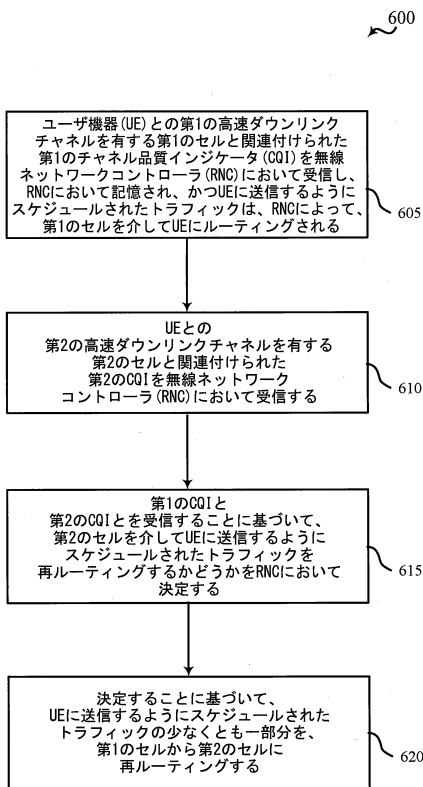 600
ユーザ機器(UE)との第1の高速ダウンリンク
チャネルを有する第1のセルと関連付けられた
第1のチャネル品質インジケータ(CQI)を無線
ネットワークコントローラ(RNC)において受信し、
RNCにおいて記憶され、かつUEに送信するように
スケジュールされたトラフィックは、RNCによって、
第1のセルを介してUEにルーティングされる
605
UEとの
第2の高速ダウンリンクチャネルを有する
第2のセルと関連付けられた
第2のCQIを無線ネットワーク
コントローラ(RNC)において受信する
610
第1のCQIと
第2のCQIとを受信することに基づいて、
第2のセルを介してUEに送信するように
スケジュールされたトラフィックを
再ルーティングするかどうかをRNCにおいて
決定する
615
決定することに基づいて、
UEに送信するようにスケジュールされた
トラフィックの少なくとも一部分を、
第1のセルから第2のセルに
再ルーティングする
620